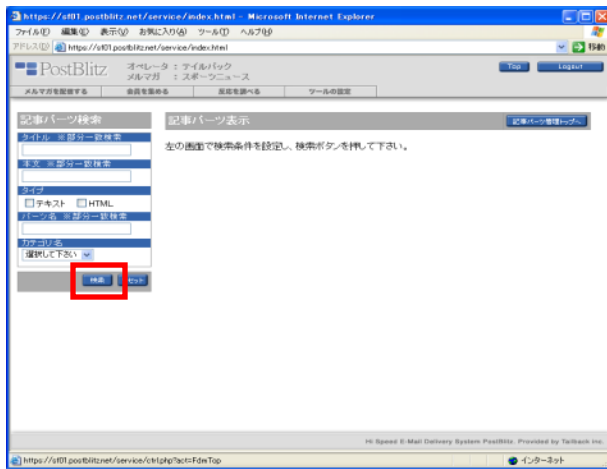 https://sf01.postblitz.net/service/index.html - Microsoft Internet Explorer
ファイル(F) 編集(E) 表示(V) お気に入り(A) ツール(T) ヘルプ(H)
アドレス(D) https://sf01.postblitz.net/service/index.html 移動
PostBlitz オペレータ : テイルバック Top Logout
メルマガ : スポーツニュース
メルマガを配信する 会員を集める 反応を調べる ツールの設定
記事パーツ検索 記事パーツ表示 記事パーツ管理トップへ
タイトル ※部分一致検索
左の画面で検索条件を設定し、検索ボタンを押して下さい。
本文 ※部分一致検索
タイプ
テキスト HTML
パーツ名 ※部分一致検索
カテゴリ名
選択して下さい
検索 リセット
Hi Speed E-Mail Delivery System PostBlitz. Provided by Tailback Inc.
https://sf01.postblitz.net/service/ctrl.php?act=FdmTop インターネット